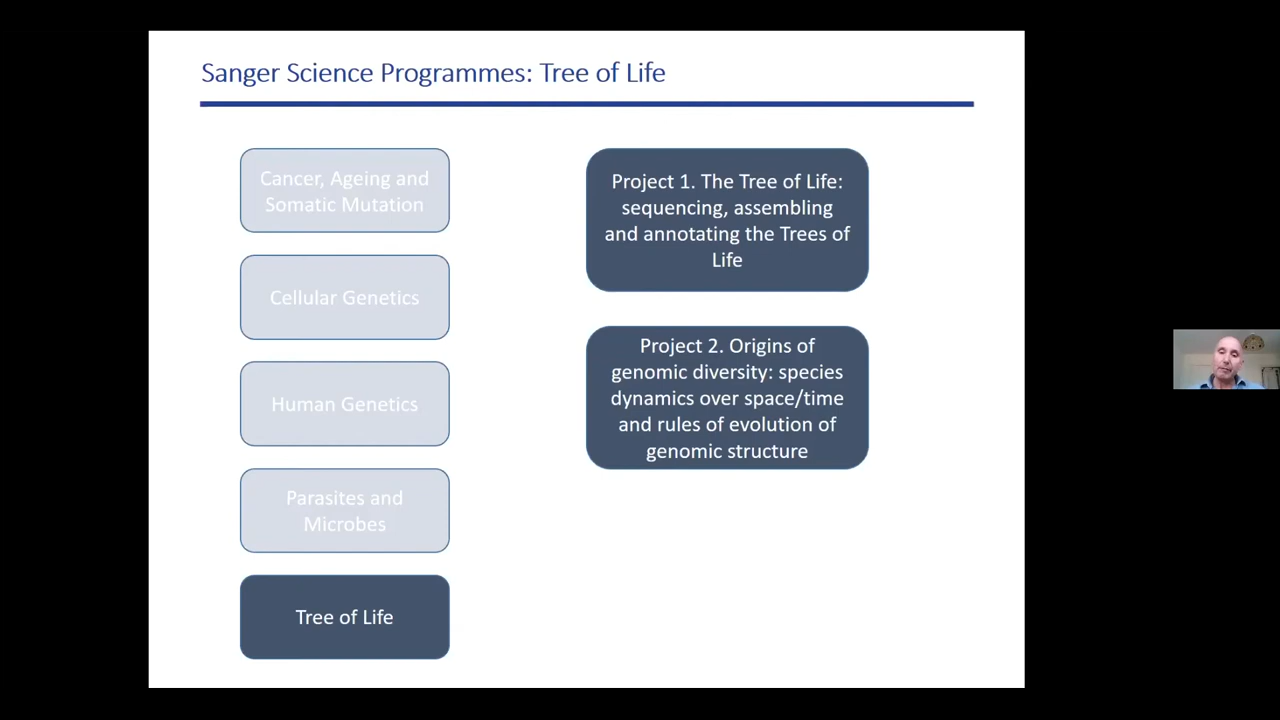 Sanger Science Programmes: Tree of Life
Cancer, Ageing and
Somatic Mutation
Cellular Genetics
Human Genetics
Parasites and
Microbes
Tree of Life
Project 1. The Tree of Life:
sequencing, assembling
and annotating the Trees of
Life
Project 2. Origins of
genomic diversity: species
dynamics over space/time
and rules of evolution of
genomic structure